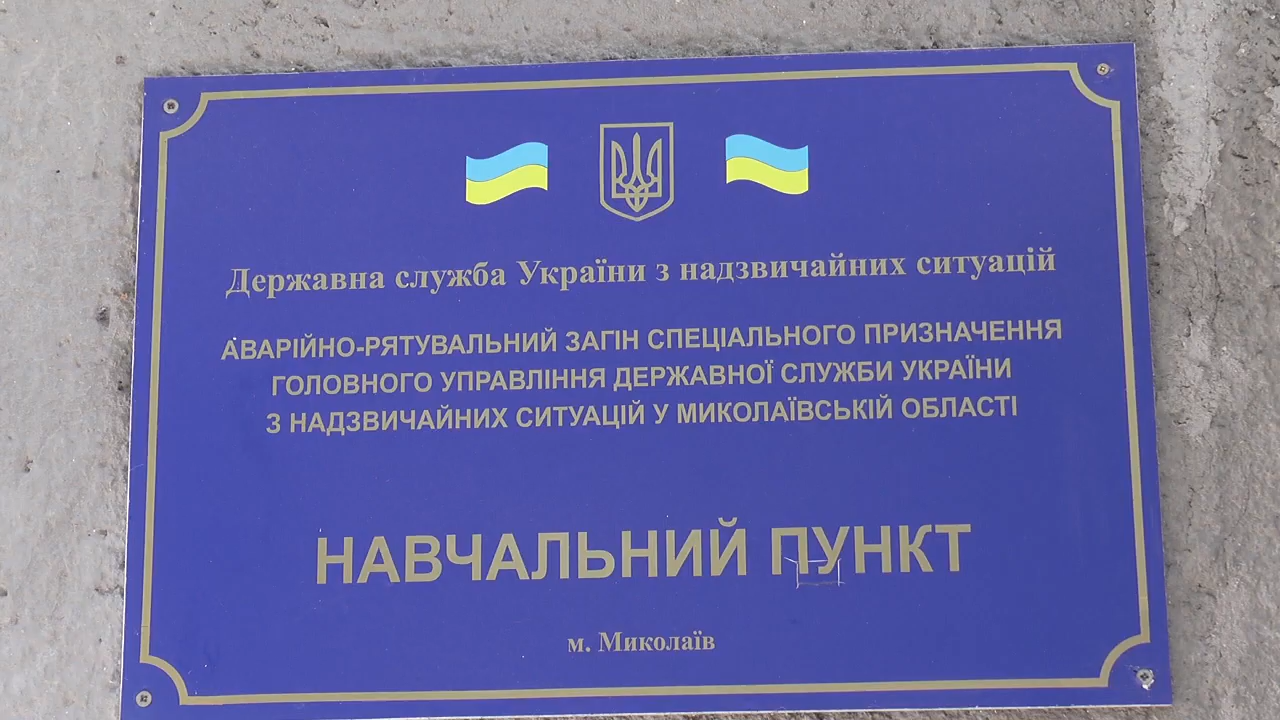 Державна служба України з надзвичайних ситуацій
АВАРІЙНО-РЯТУВАЛЬНИЙ ЗАГІН СПЕЦІАЛЬНОГО ПРИЗНАЧЕННЯ
ГОЛОВНОГО УПРАВЛІННЯ ДЕРЖАВНОЇ СЛУЖБИ УКРАЇНИ
З НАДЗВИЧАЙНИХ СИТУАЦІЙ У МИКОЛАЇВСЬКІЙ ОБЛАСТІ
НАВЧАЛЬНИЙ ПУНКТ
м. Миколаїв